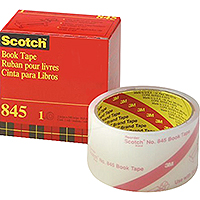 Scotch
Book Tape
Ruban pour livres
Cinta para Libros
845 1
Scotch No. 845 Book Tape
3M